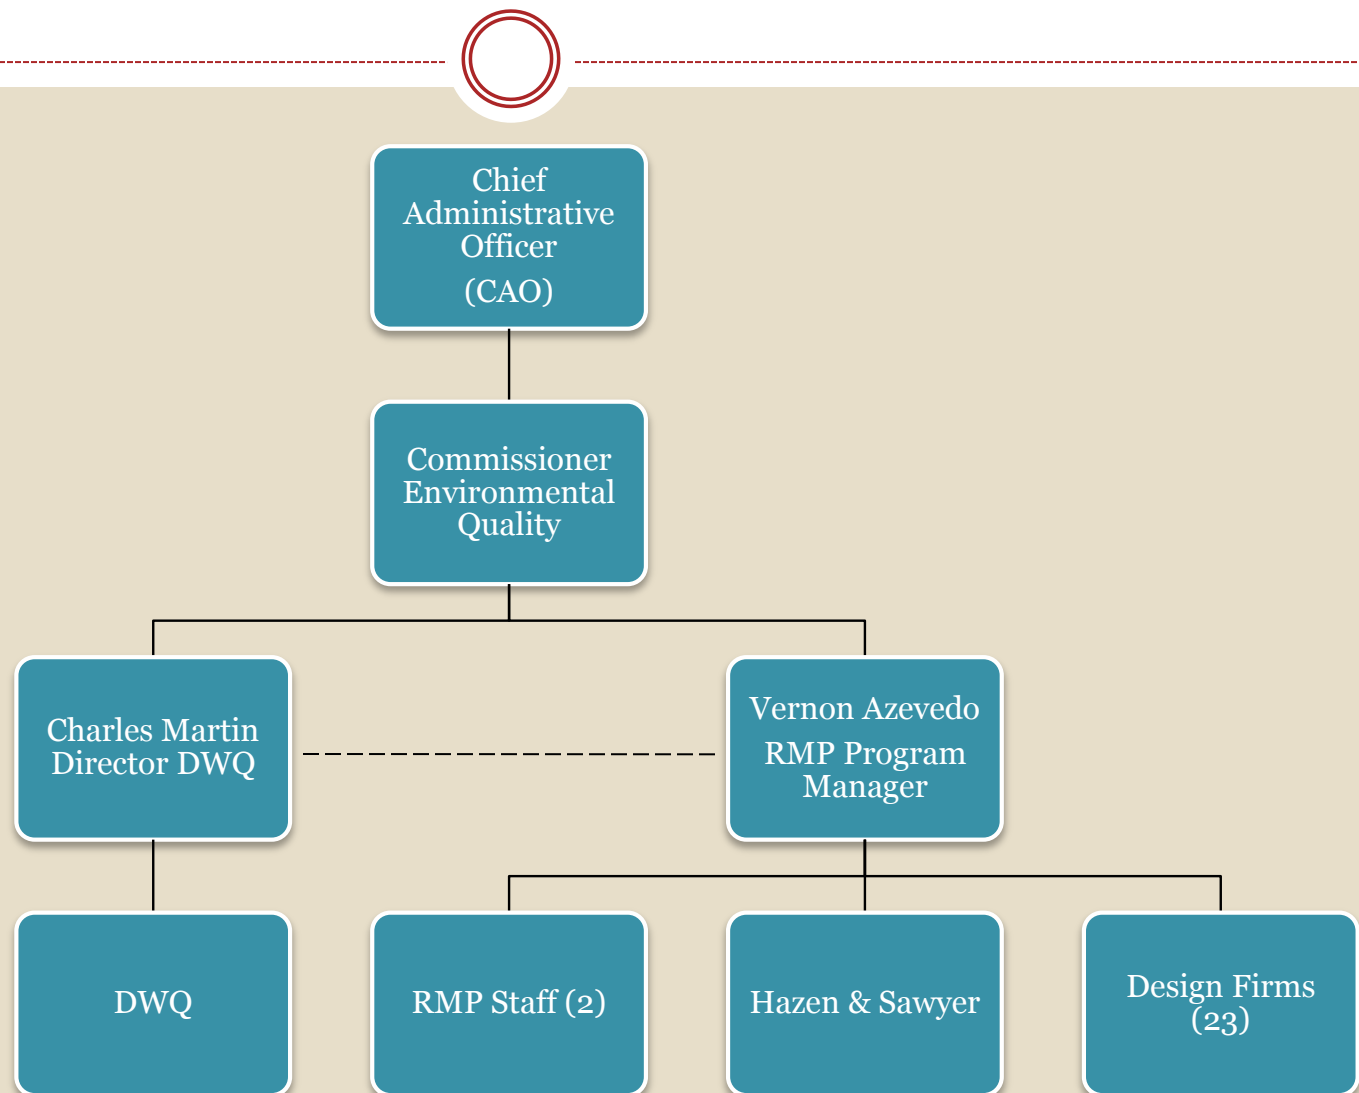 Chief
Administrative
Officer
(CAO)
Commissioner
Environmental
Quality
Charles Martin
Director DWQ
Vernon Azevedo
RMP Program
Manager
DWQ
RMP Staff (2)
Hazen & Sawyer
Design Firms
(23)